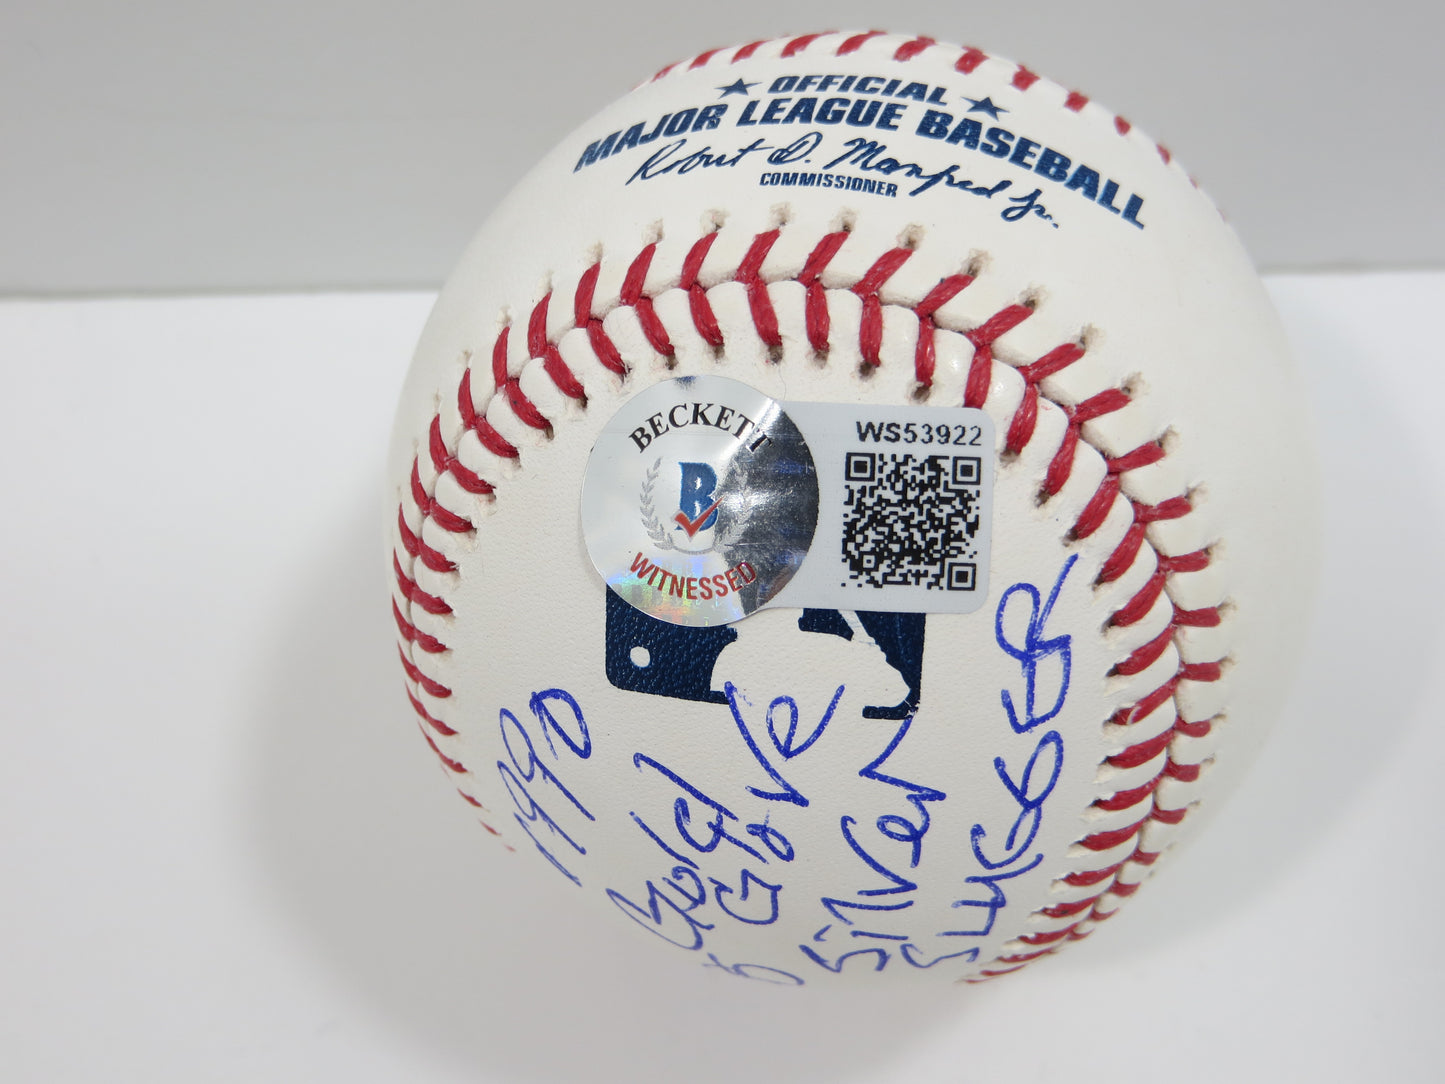 ★ OFFICIAL ★
MAJOR LEAGUE BASEBALL
Robert D. Manfred Jr.
COMMISSIONER
BECKETT
B
WITNESSED
WS53922
1990
Gold
Glove
&
Silver
SLUGGER